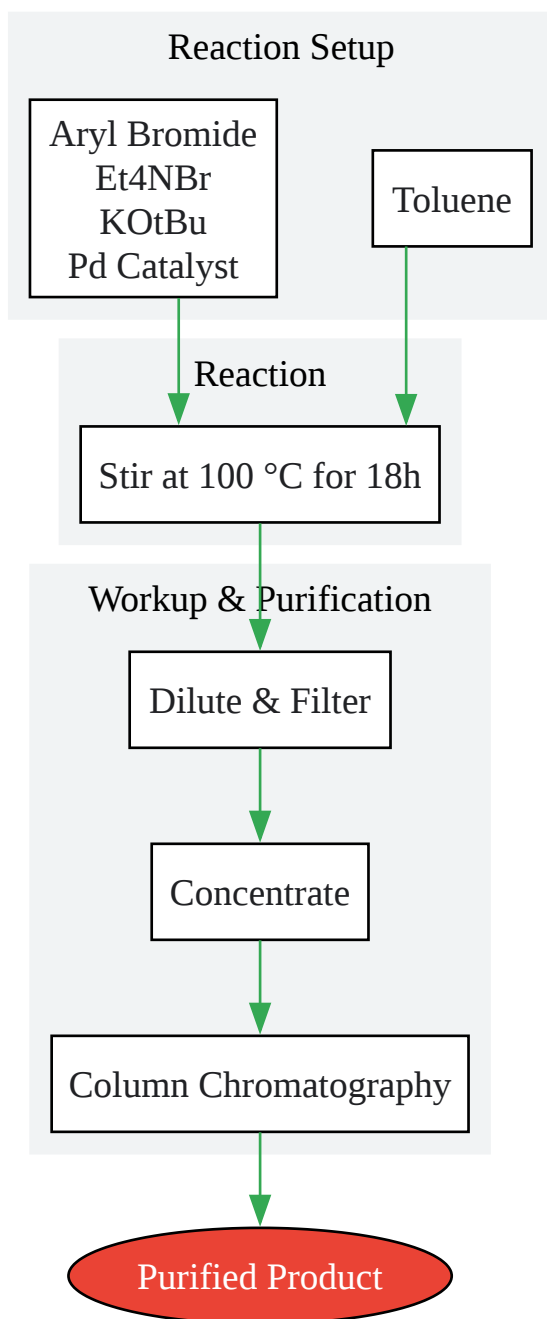 Reaction Setup
Aryl Bromide
Et4NBr
KOtBu
Pd Catalyst
Toluene
Reaction
Stir at 100 °C for 18h
Workup & Purification
Dilute & Filter
Concentrate
Column Chromatography
Purified Product